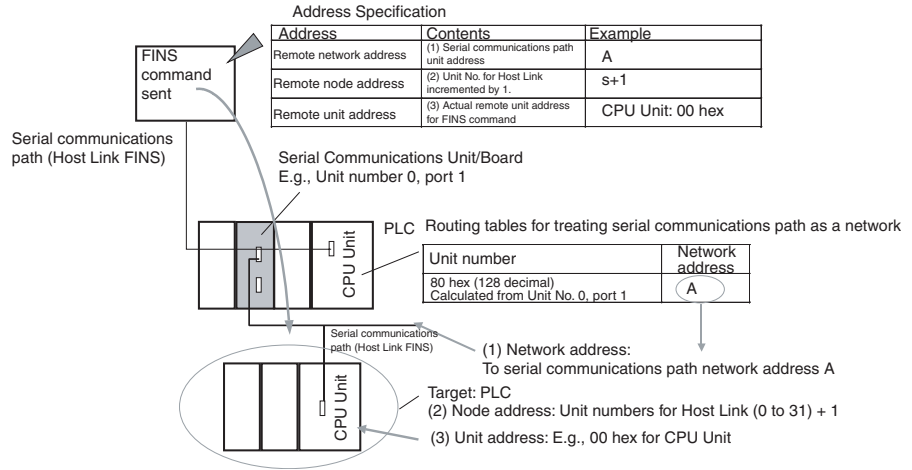 Address Specification
Address Contents Example
Remote network address (1) Serial communications path unit address A
Remote node address (2) Unit No. for Host Link incremented by 1. s+1
Remote unit address (3) Actual remote unit address for FINS command CPU Unit: 00 hex
FINS
command
sent
Serial communications
path (Host Link FINS)
Serial Communications Unit/Board
E.g., Unit number 0, port 1
PLC
CPU Unit
Routing tables for treating serial communications path as a network
Unit number Network address
80 hex (128 decimal)
Calculated from Unit No. 0, port 1 A
Serial communications
path (Host Link FINS)
(1) Network address:
To serial communications path network address A
CPU Unit
Target: PLC
(2) Node address: Unit numbers for Host Link (0 to 31) + 1
(3) Unit address: E.g., 00 hex for CPU Unit